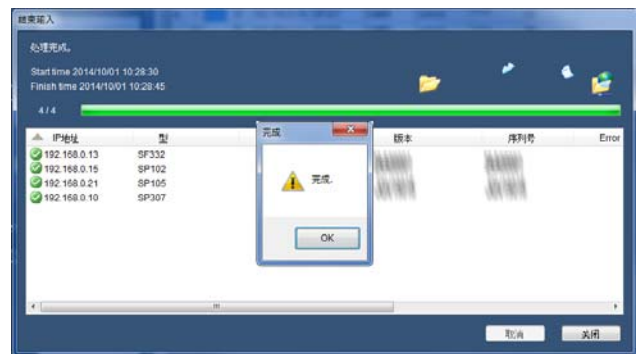 结束输入
处理完成。
Start time 2014/10/01 10:28:30
Finish time 2014/10/01 10:28:45
4/4
IP地址 型 版本 序列号 Error
192.168.0.13 SF332
192.168.0.15 SP102
192.168.0.21 SP105
192.168.0.10 SP307
完成
完成.
OK
取消 关闭